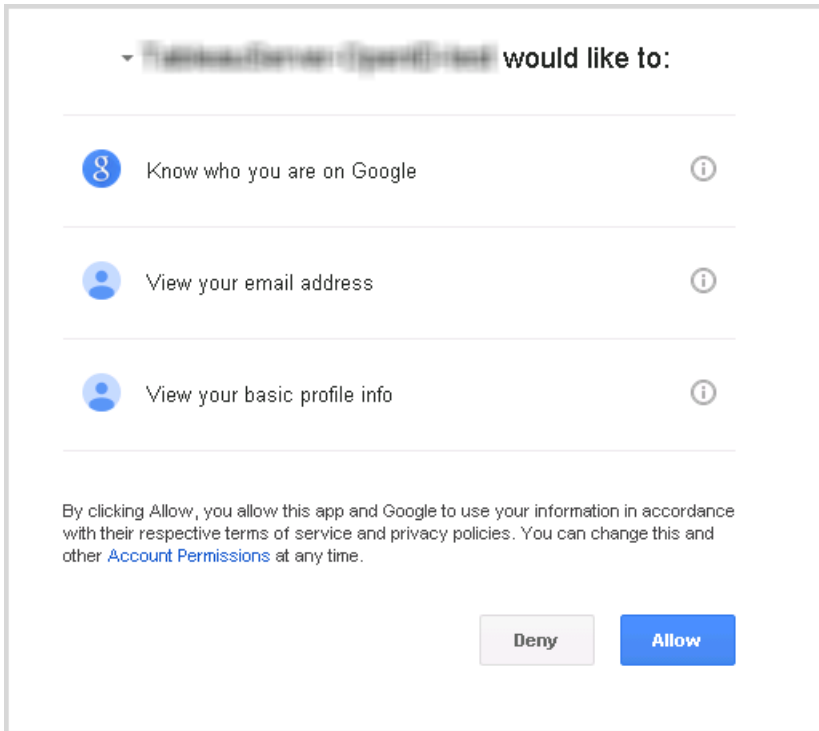 would like to:
Know who you are on Google
View your email address
View your basic profile info
By clicking Allow, you allow this app and Google to use your information in accordance
with their respective terms of service and privacy policies. You can change this and
other Account Permissions at any time.
Deny Allow